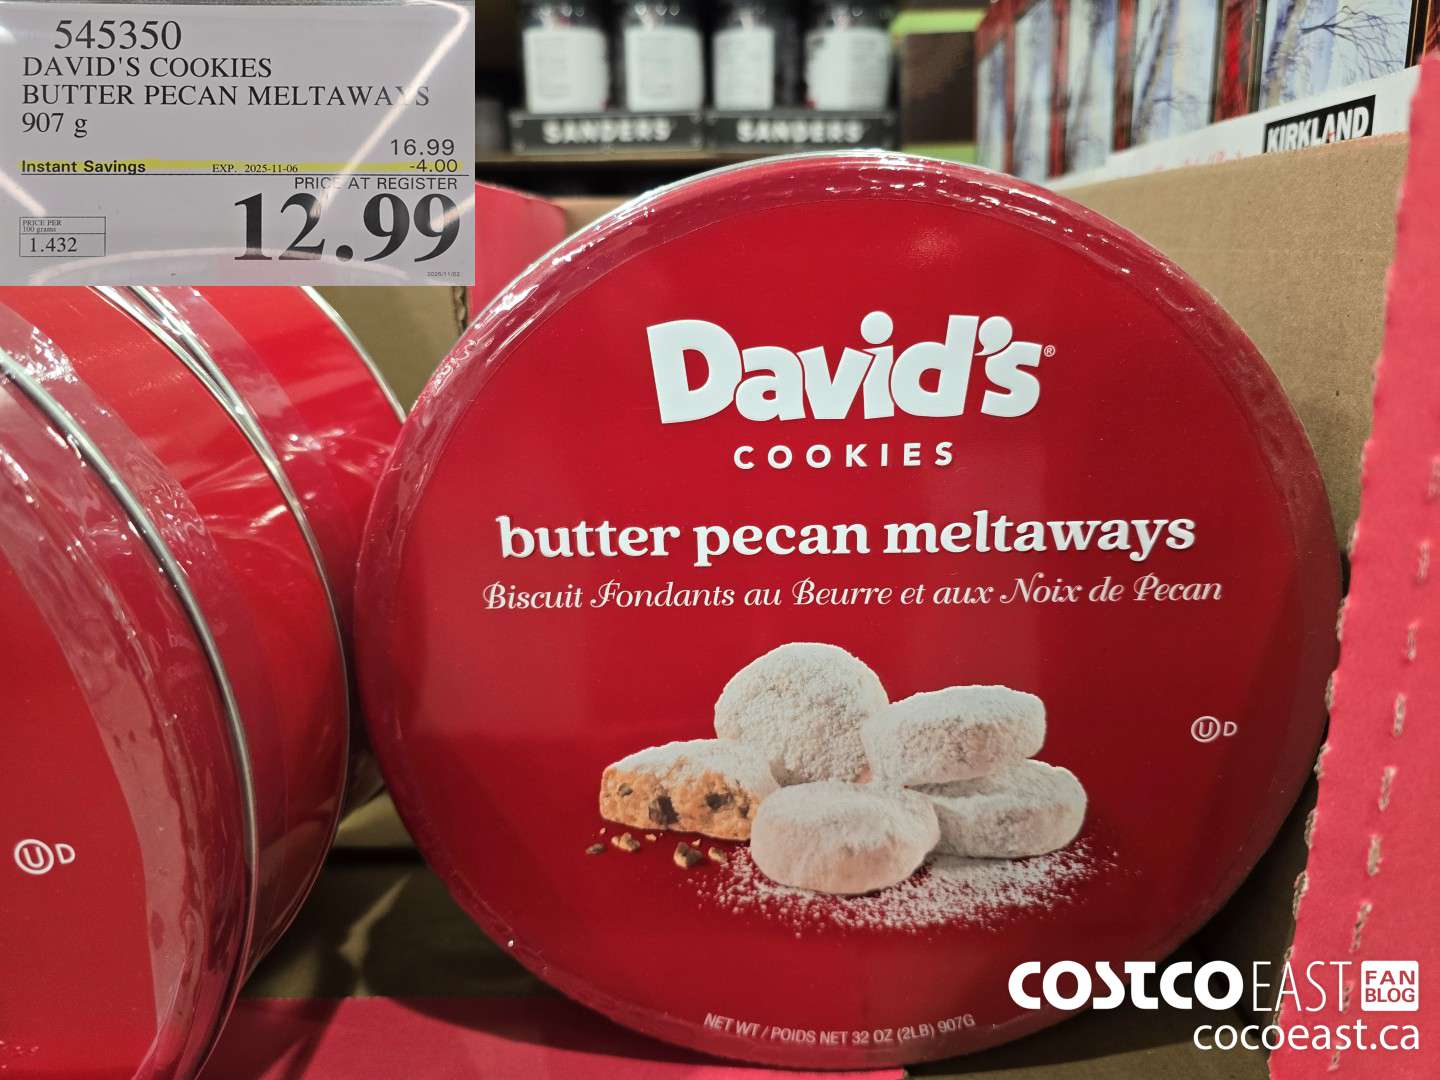 545350
DAVID'S COOKIES
BUTTER PECAN MELTAWAYS
907 g
16.99
Instant Savings EXP. 2025-11-06 -4.00
PRICE AT REGISTER
12.99
PRICE PER
100 grams
1.432
2025/11/02
SANDERS SANDERS
KIRKLAND
David's®
COOKIES
butter pecan meltaways
Biscuit Fondants au Beurre et aux Noix de Pecan
U D
U D
NET WT / POIDS NET 32 OZ (2LB) 907G
COSTCO EAST FAN
BLOG
cocoeast.ca